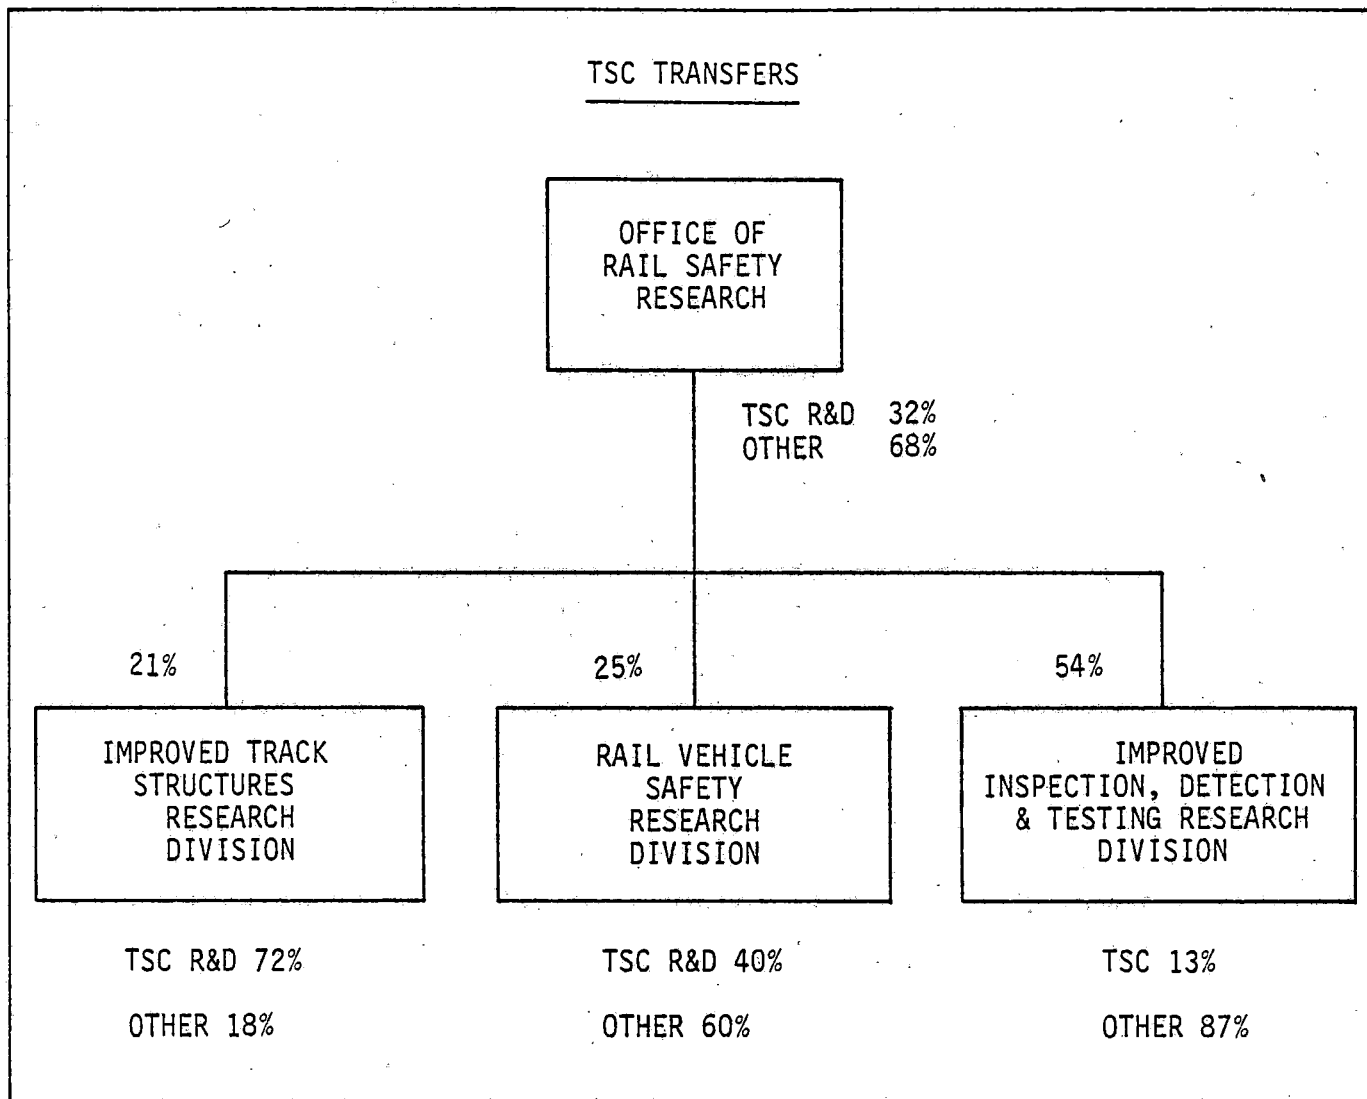 TSC TRANSFERS
OFFICE OF
RAIL SAFETY
RESEARCH
TSC R&D 32%
OTHER 68%
21%
25%
54%
IMPROVED TRACK
STRUCTURES
RESEARCH
DIVISION
RAIL VEHICLE
SAFETY
RESEARCH
DIVISION
IMPROVED
INSPECTION, DETECTION
& TESTING RESEARCH
DIVISION
TSC R&D 72%
OTHER 18%
TSC R&D 40%
OTHER 60%
TSC 13%
OTHER 87%